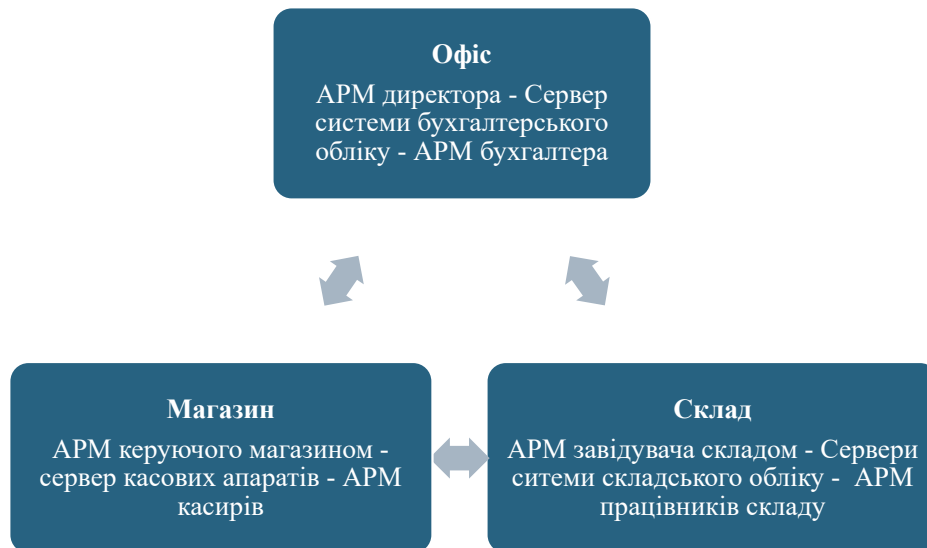 Офіс
АРМ директора - Сервер
системи бухгалтерського
обліку - АРМ бухгалтера
Магазин
АРМ керуючого магазином -
сервер касових апаратів - АРМ
касирів
Склад
АРМ завідувача складом - Сервери
ситеми складського обліку -  АРМ
працівників складу